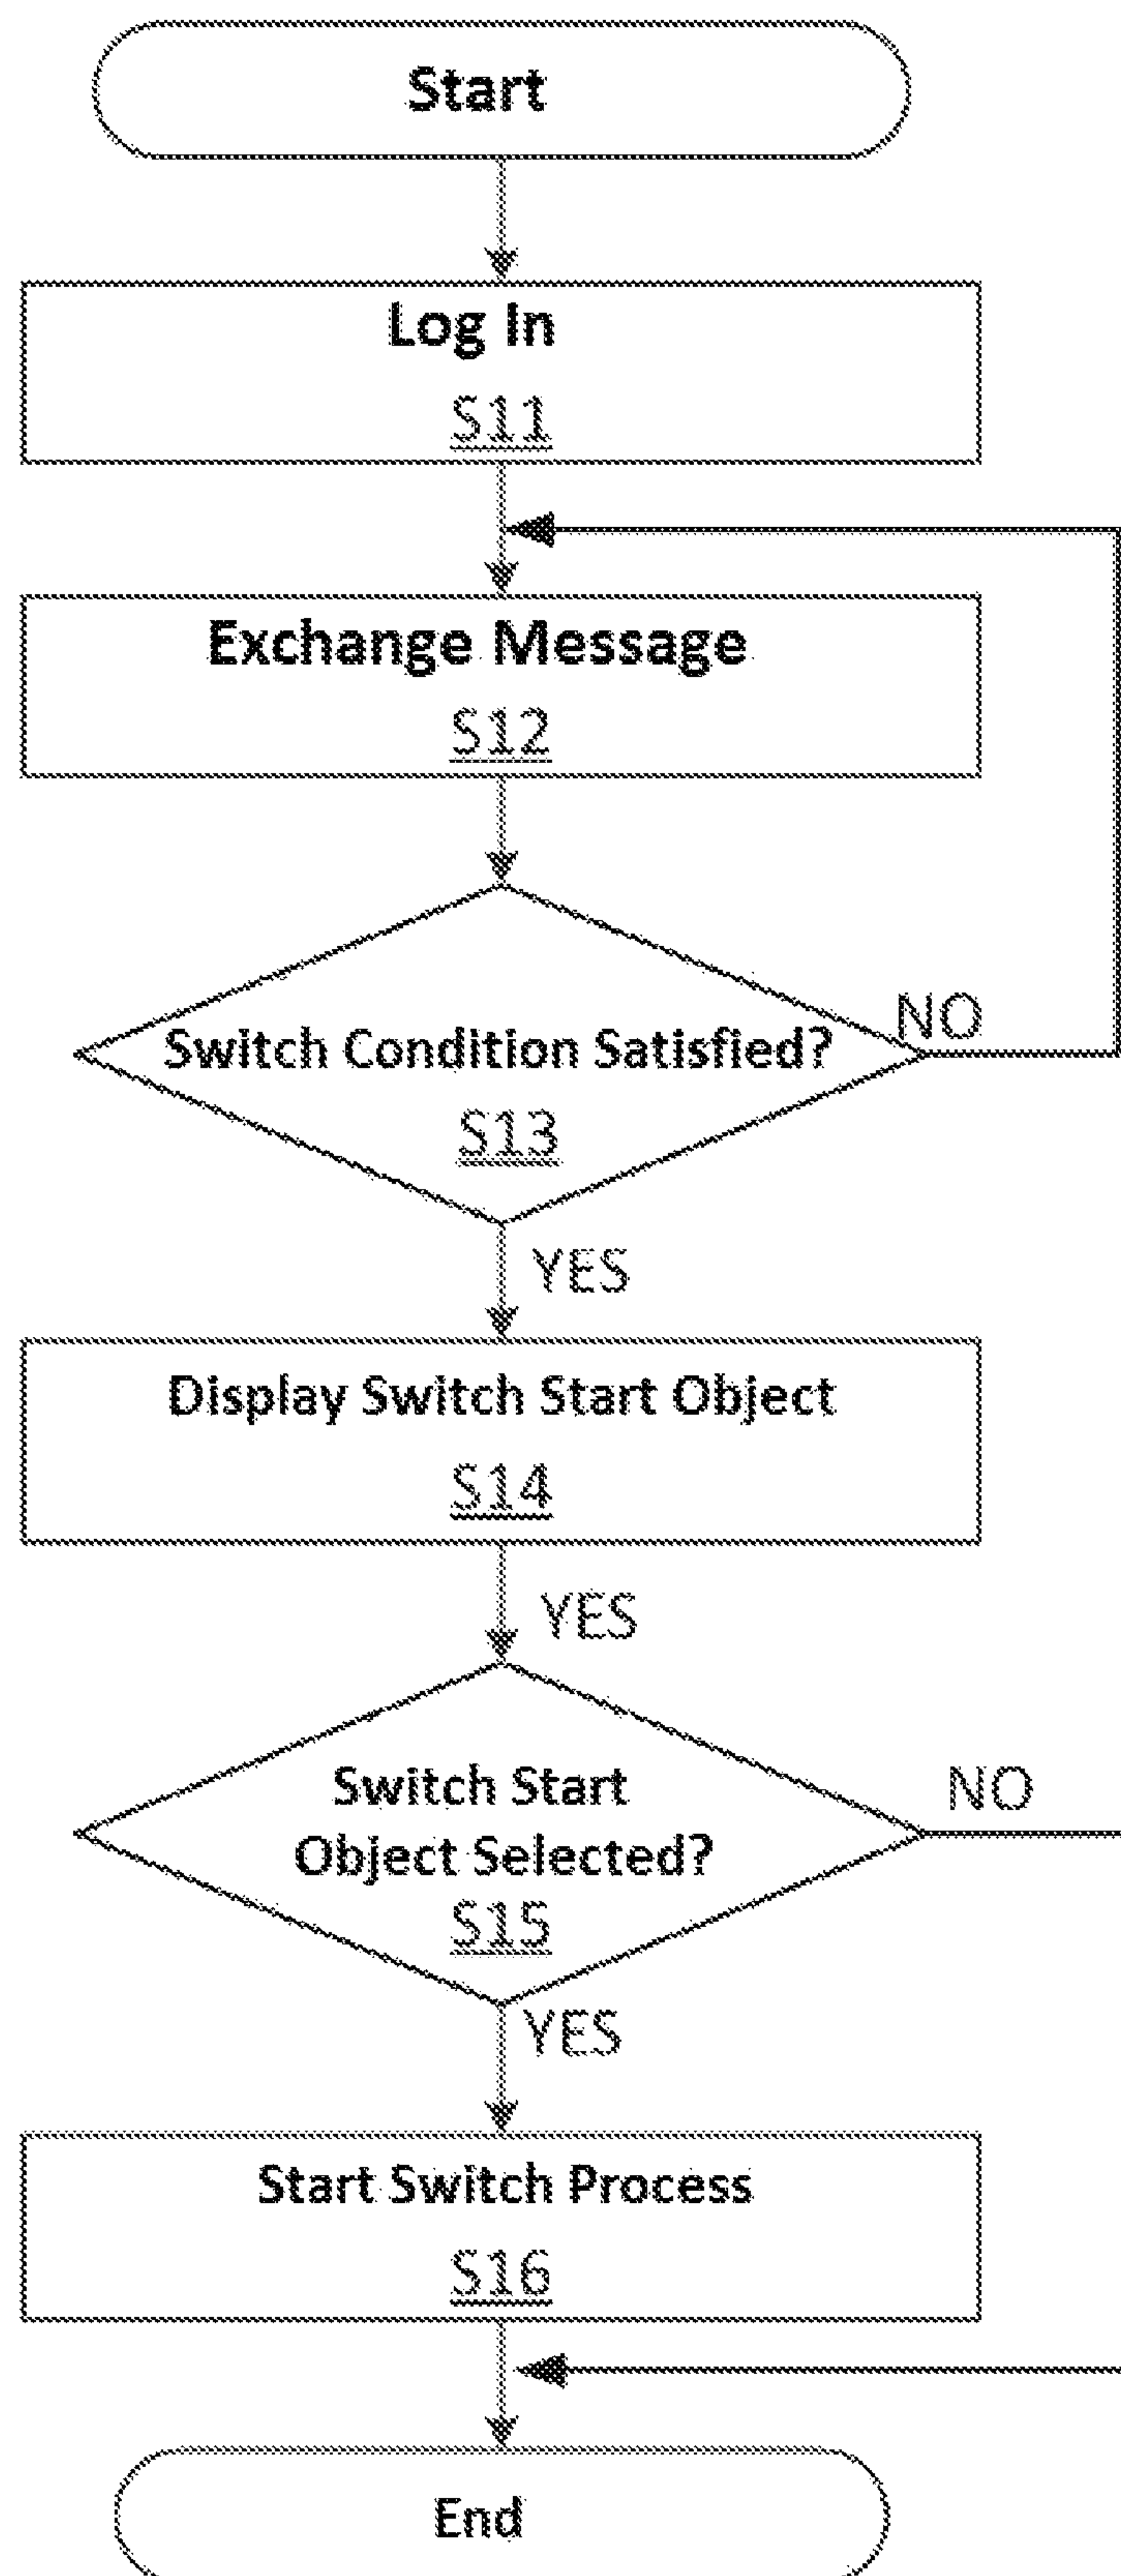 Start
Log In
S11
Exchange Message
S12
Switch Condition Satisfied?
NO
S13
YES
Display Switch Start Object
S14
YES
Switch Start
Object Selected?
NO
S15
YES
Start Switch Process
S16
End